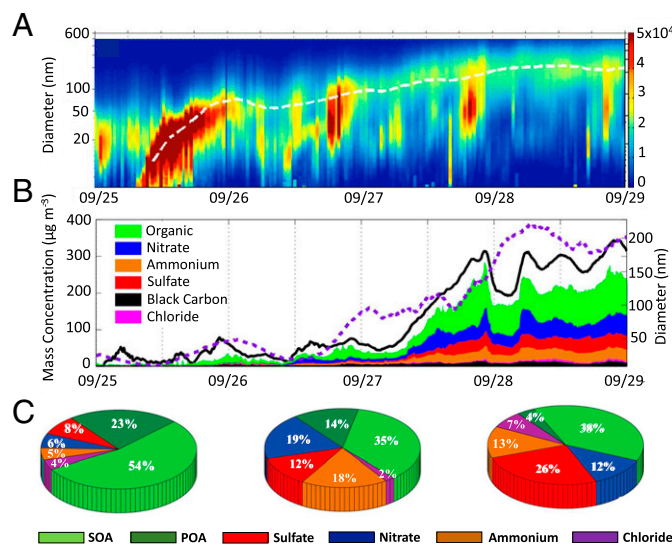 A
600
100
50
20
Diameter (nm)
5x10⁴
4
3
2
1
0
09/25 09/26 09/27 09/28 09/29
B
400
300
200
100
0
Mass Concentration (μg m⁻³)
Organic
Nitrate
Ammonium
Sulfate
Black Carbon
Chloride
200
150
100
50
Diameter (nm)
09/25 09/26 09/27 09/28 09/29
C
23%
8%
6%
5%
4%
54%
14%
19%
35%
12%
18%
2%
4%
7%
38%
13%
26%
12%
SOA POA Sulfate Nitrate Ammonium Chloride